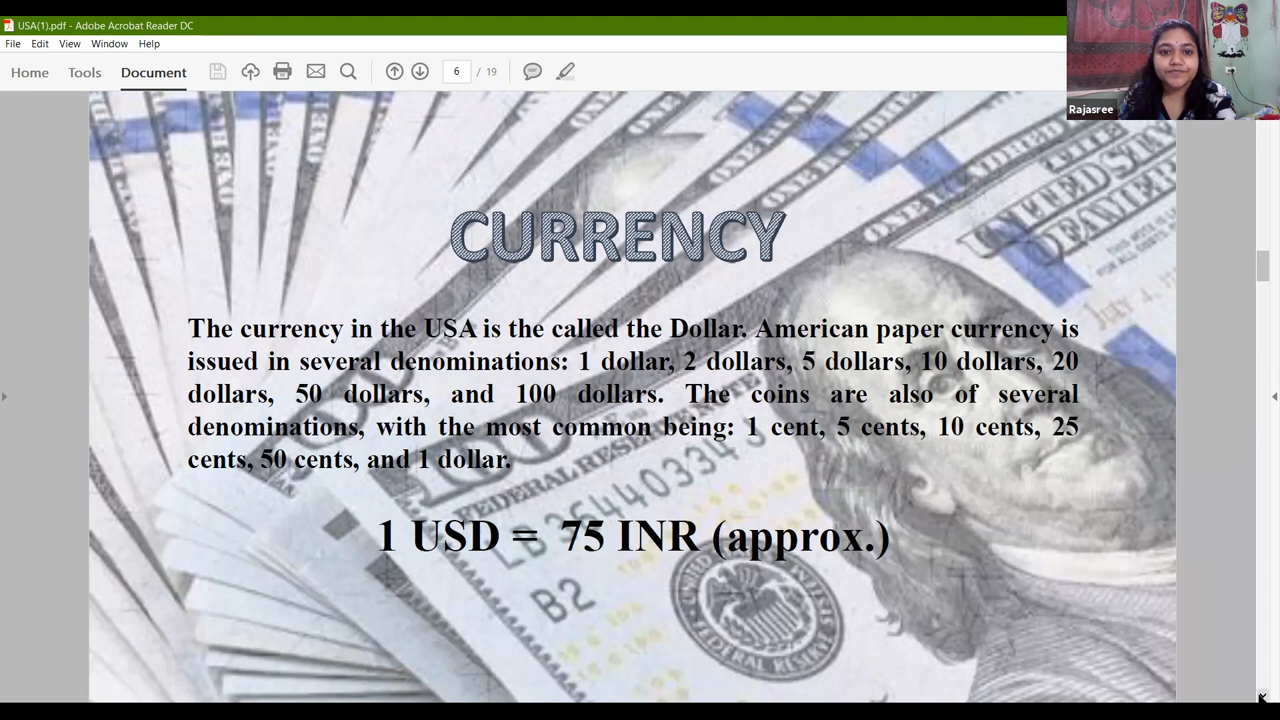 USA(1).pdf - Adobe Acrobat Reader DC
File Edit View Window Help
Home Tools Document 6 / 19
Rajasree
CURRENCY
The currency in the USA is the called the Dollar. American paper currency is
issued in several denominations: 1 dollar, 2 dollars, 5 dollars, 10 dollars, 20
dollars, 50 dollars, and 100 dollars. The coins are also of several
denominations, with the most common being: 1 cent, 5 cents, 10 cents, 25
cents, 50 cents, and 1 dollar.
1 USD = 75 INR (approx.)
B2